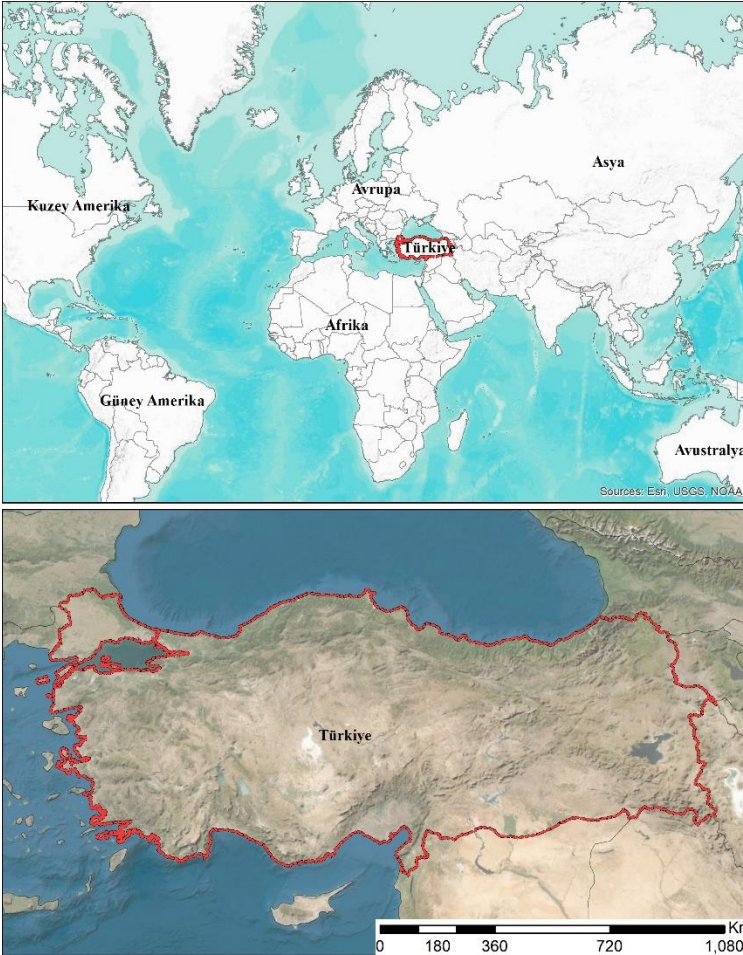 Asya
Avrupa
Kuzey Amerika
Türkiye
Afrika
Güney Amerika
Avustralya
Sources: Esri, USGS, NOAA
Türkiye
Km
0 180 360 720 1,080